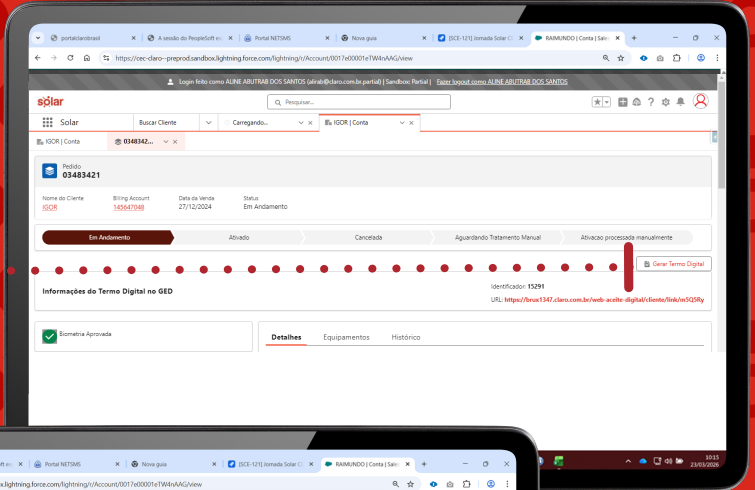 portalclarobrasil
A sessão do PeopleSoft ex
Portal NETSMS
Nova guia
[SCE-121] Jornada Solar C
RAIMUNDO | Conta | Sale
https://cec-claro--preprod.sandbox.lightning.force.com/lightning/r/Account/0017e00001eTW4nAAG/view
Login feito como ALINE ABUTRAB DOS SANTOS (alirab@claro.com.br.partial) | Sandbox: Partial | Fazer logout como ALINE ABUTRAB DOS SANTOS
solar
Pesquisar...
Solar
Buscar Cliente
Carregando...
IGOR | Conta
IGOR | Conta
0348342...
Pedido
03483421
Nome do Cliente
Billing Account
Data da Venda
Status
IGOR
145647048
27/12/2024
Em Andamento
Em Andamento
Ativado
Cancelada
Aguardando Tratamento Manual
Ativacao processada manualmente
Gerar Termo Digital
Informações do Termo Digital no GED
Identificador: 15291
URL: https://brux1347.claro.com.br/web-aceite-digital/cliente/link/m5Q5Ry
Biometria Aprovada
Detalhes
Equipamentos
Histórico
10:15
23/03/2026
Portal NETSMS
Nova guia
[SCE-121] Jornada Solar C
RAIMUNDO | Conta | Sale
x.lightning.force.com/lightning/r/Account/0017e00001eTW4nAAG/view